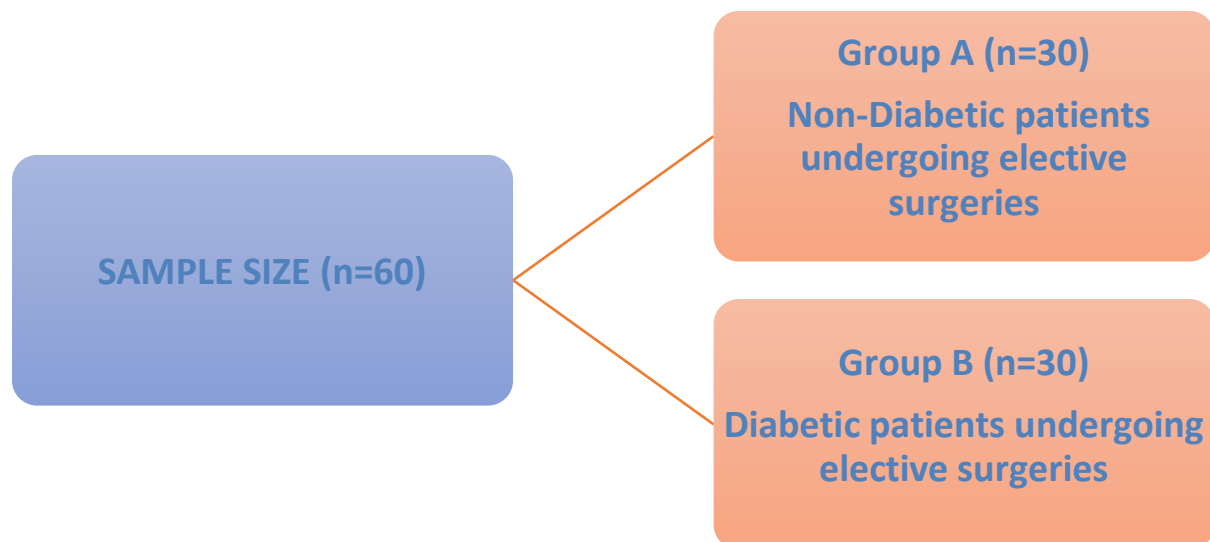 SAMPLE SIZE (n=60)
Group A (n=30)
Non-Diabetic patients
undergoing elective
surgeries
Group B (n=30)
Diabetic patients undergoing
elective surgeries